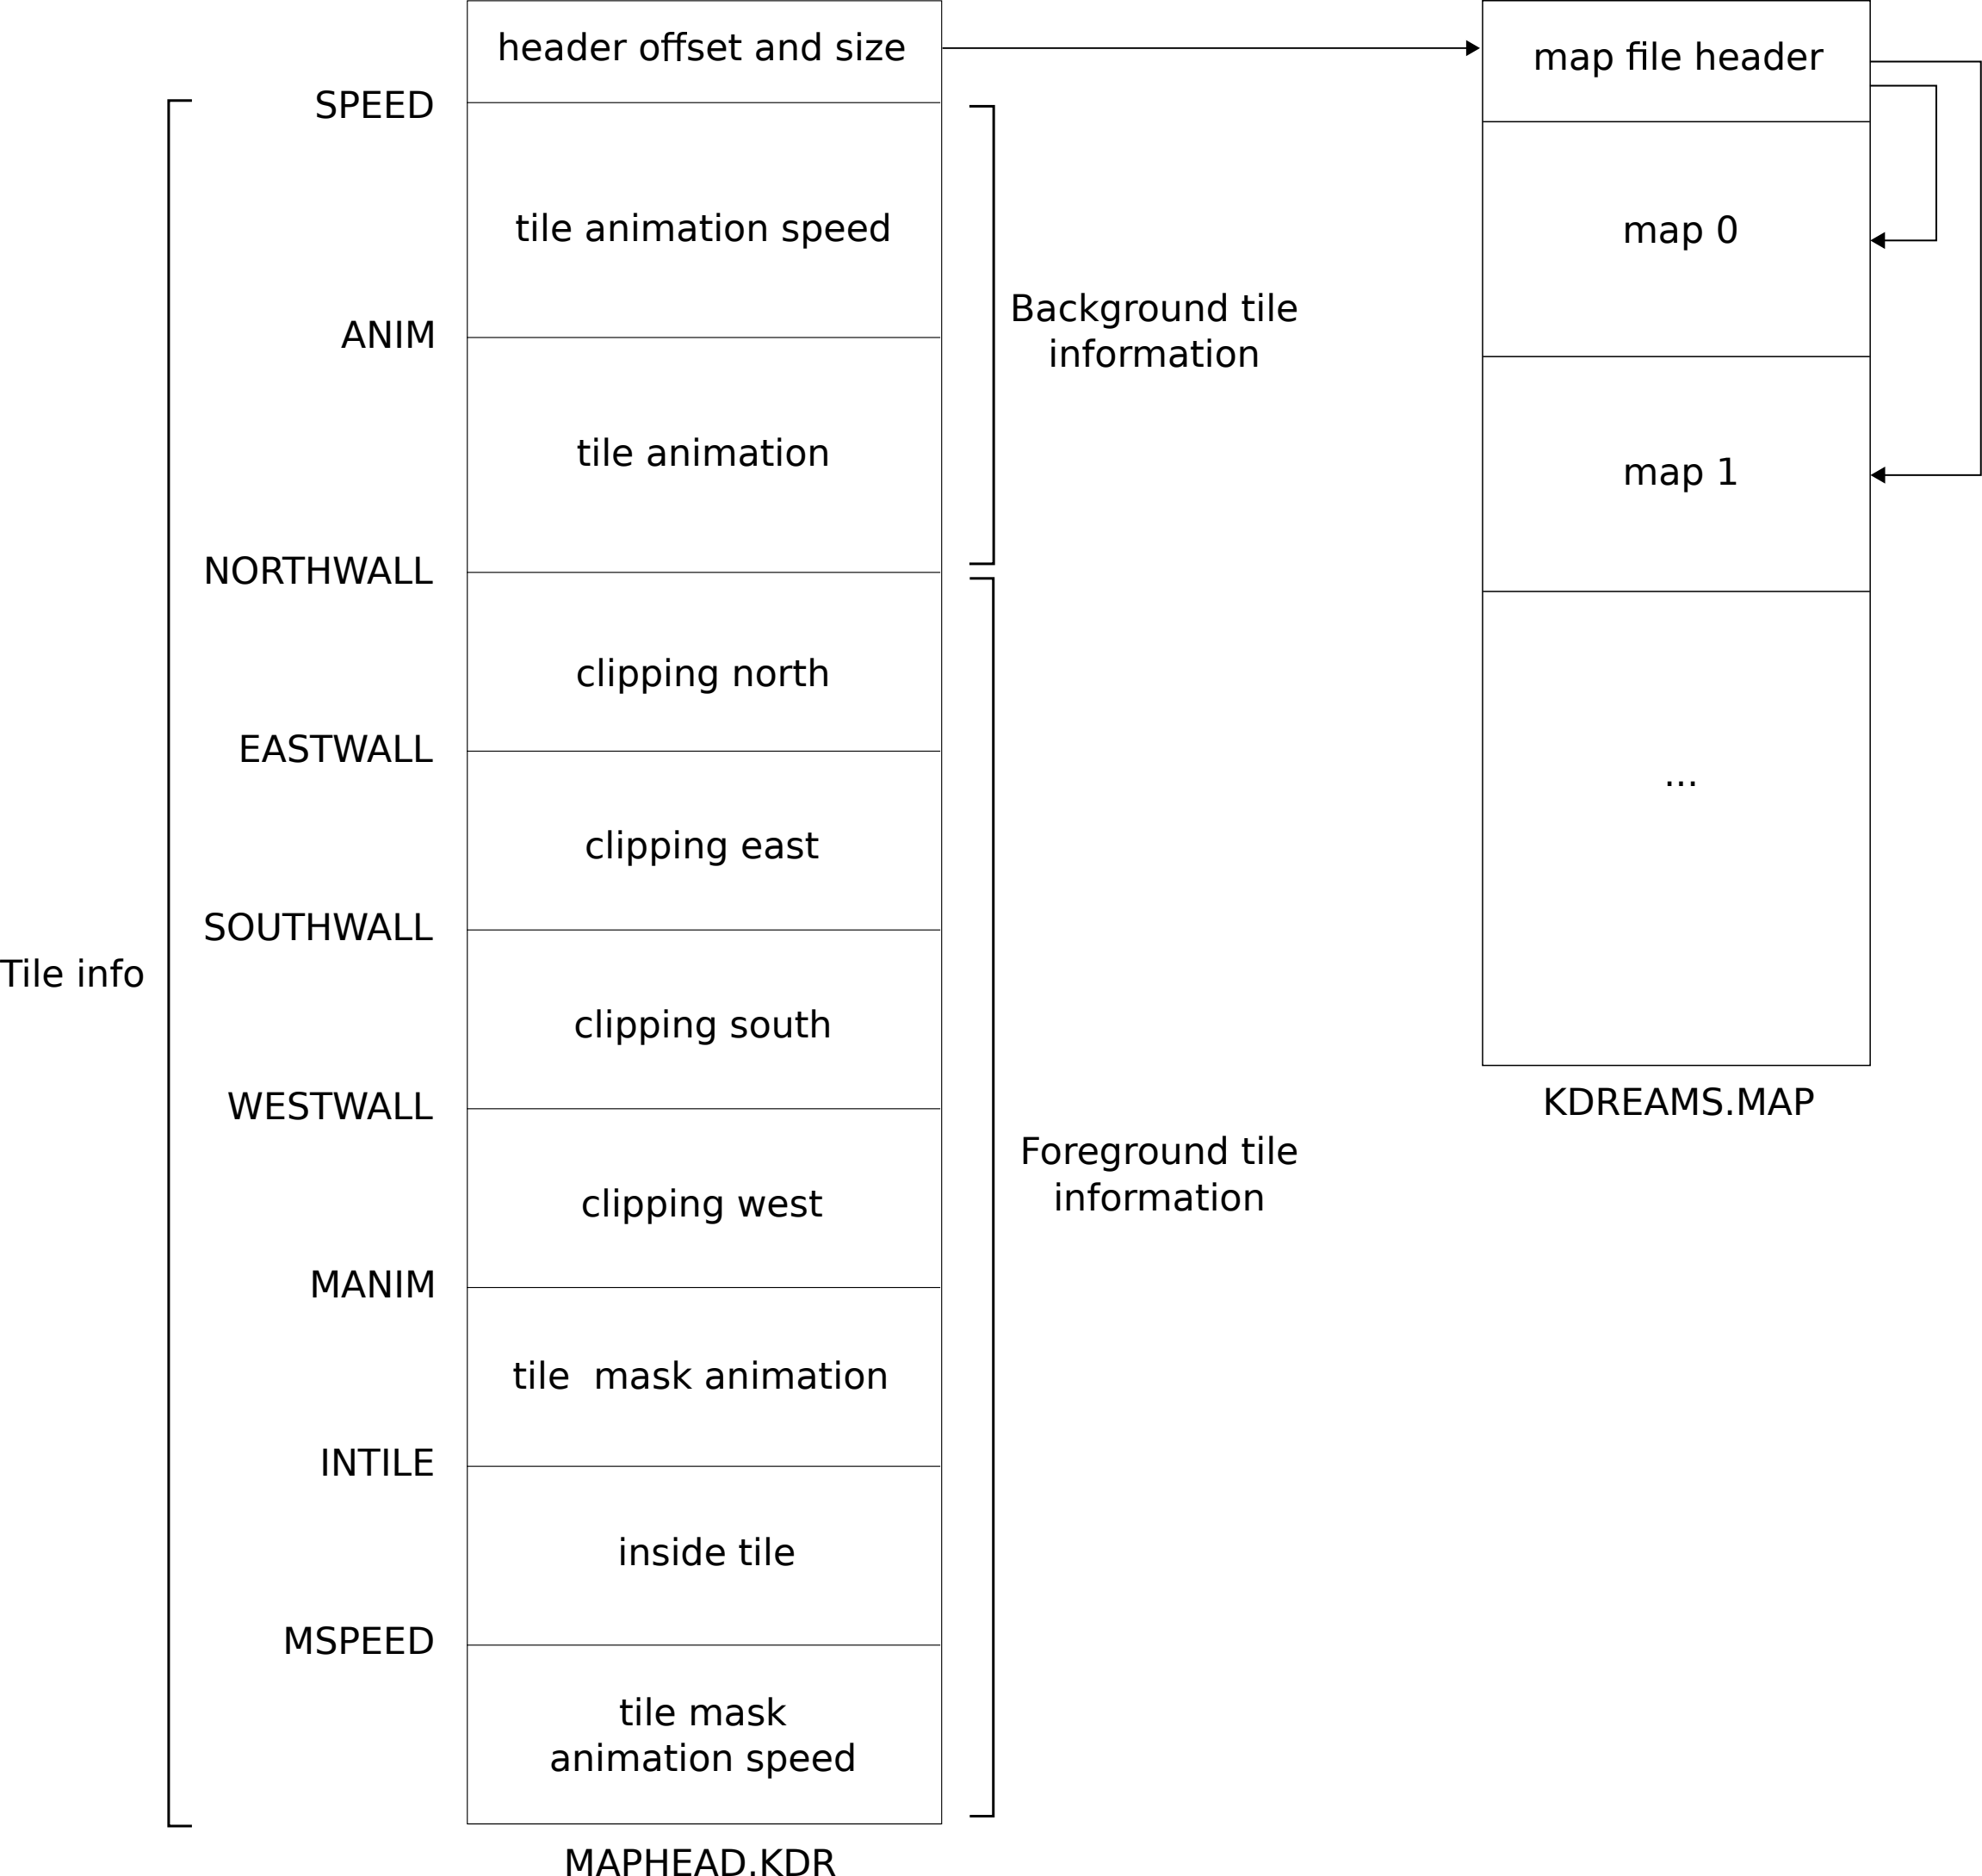 header offset and size
map file header
SPEED
tile animation speed
map 0
Background tile
information
ANIM
tile animation
map 1
NORTHWALL
clipping north
EASTWALL
...
clipping east
SOUTHWALL
Tile info
clipping south
WESTWALL
KDREAMS.MAP
Foreground tile
information
clipping west
MANIM
tile  mask animation
INTILE
inside tile
MSPEED
tile mask
animation speed
MAPHEAD.KDR